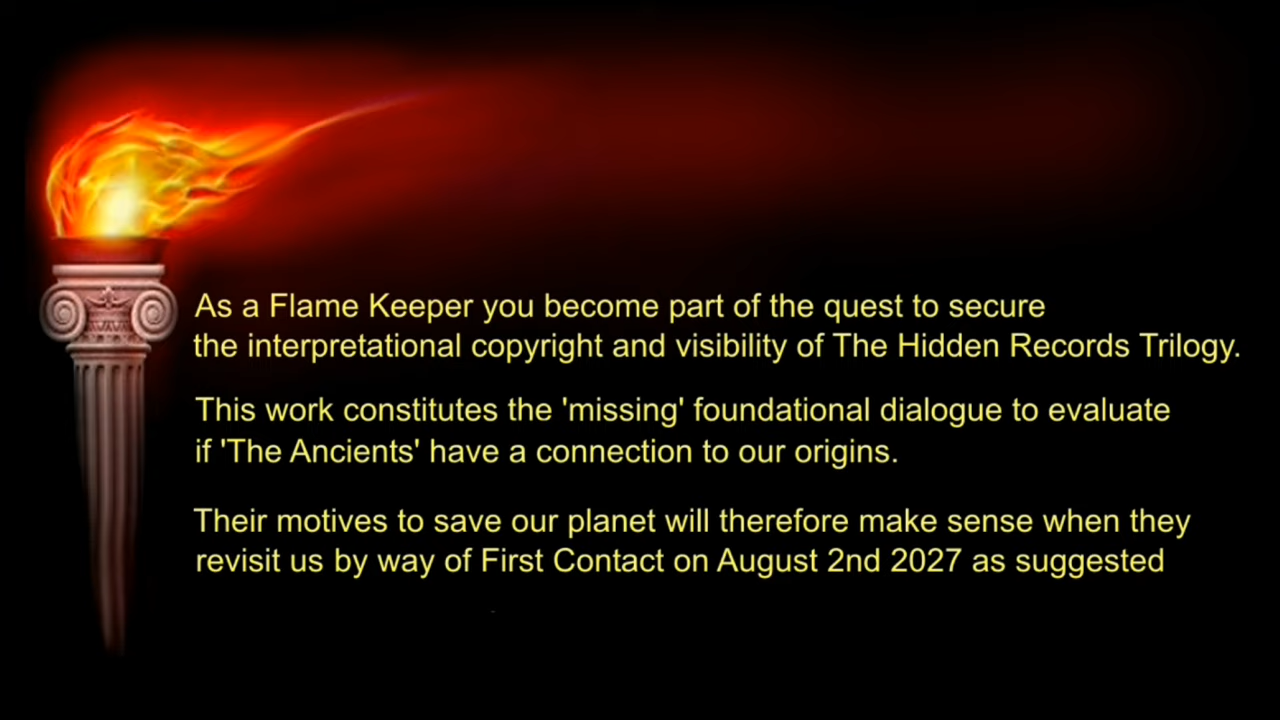 As a Flame Keeper you become part of the quest to secure
the interpretational copyright and visibility of The Hidden Records Trilogy.
This work constitutes the 'missing' foundational dialogue to evaluate
if 'The Ancients' have a connection to our origins.
Their motives to save our planet will therefore make sense when they
revisit us by way of First Contact on August 2nd 2027 as suggested